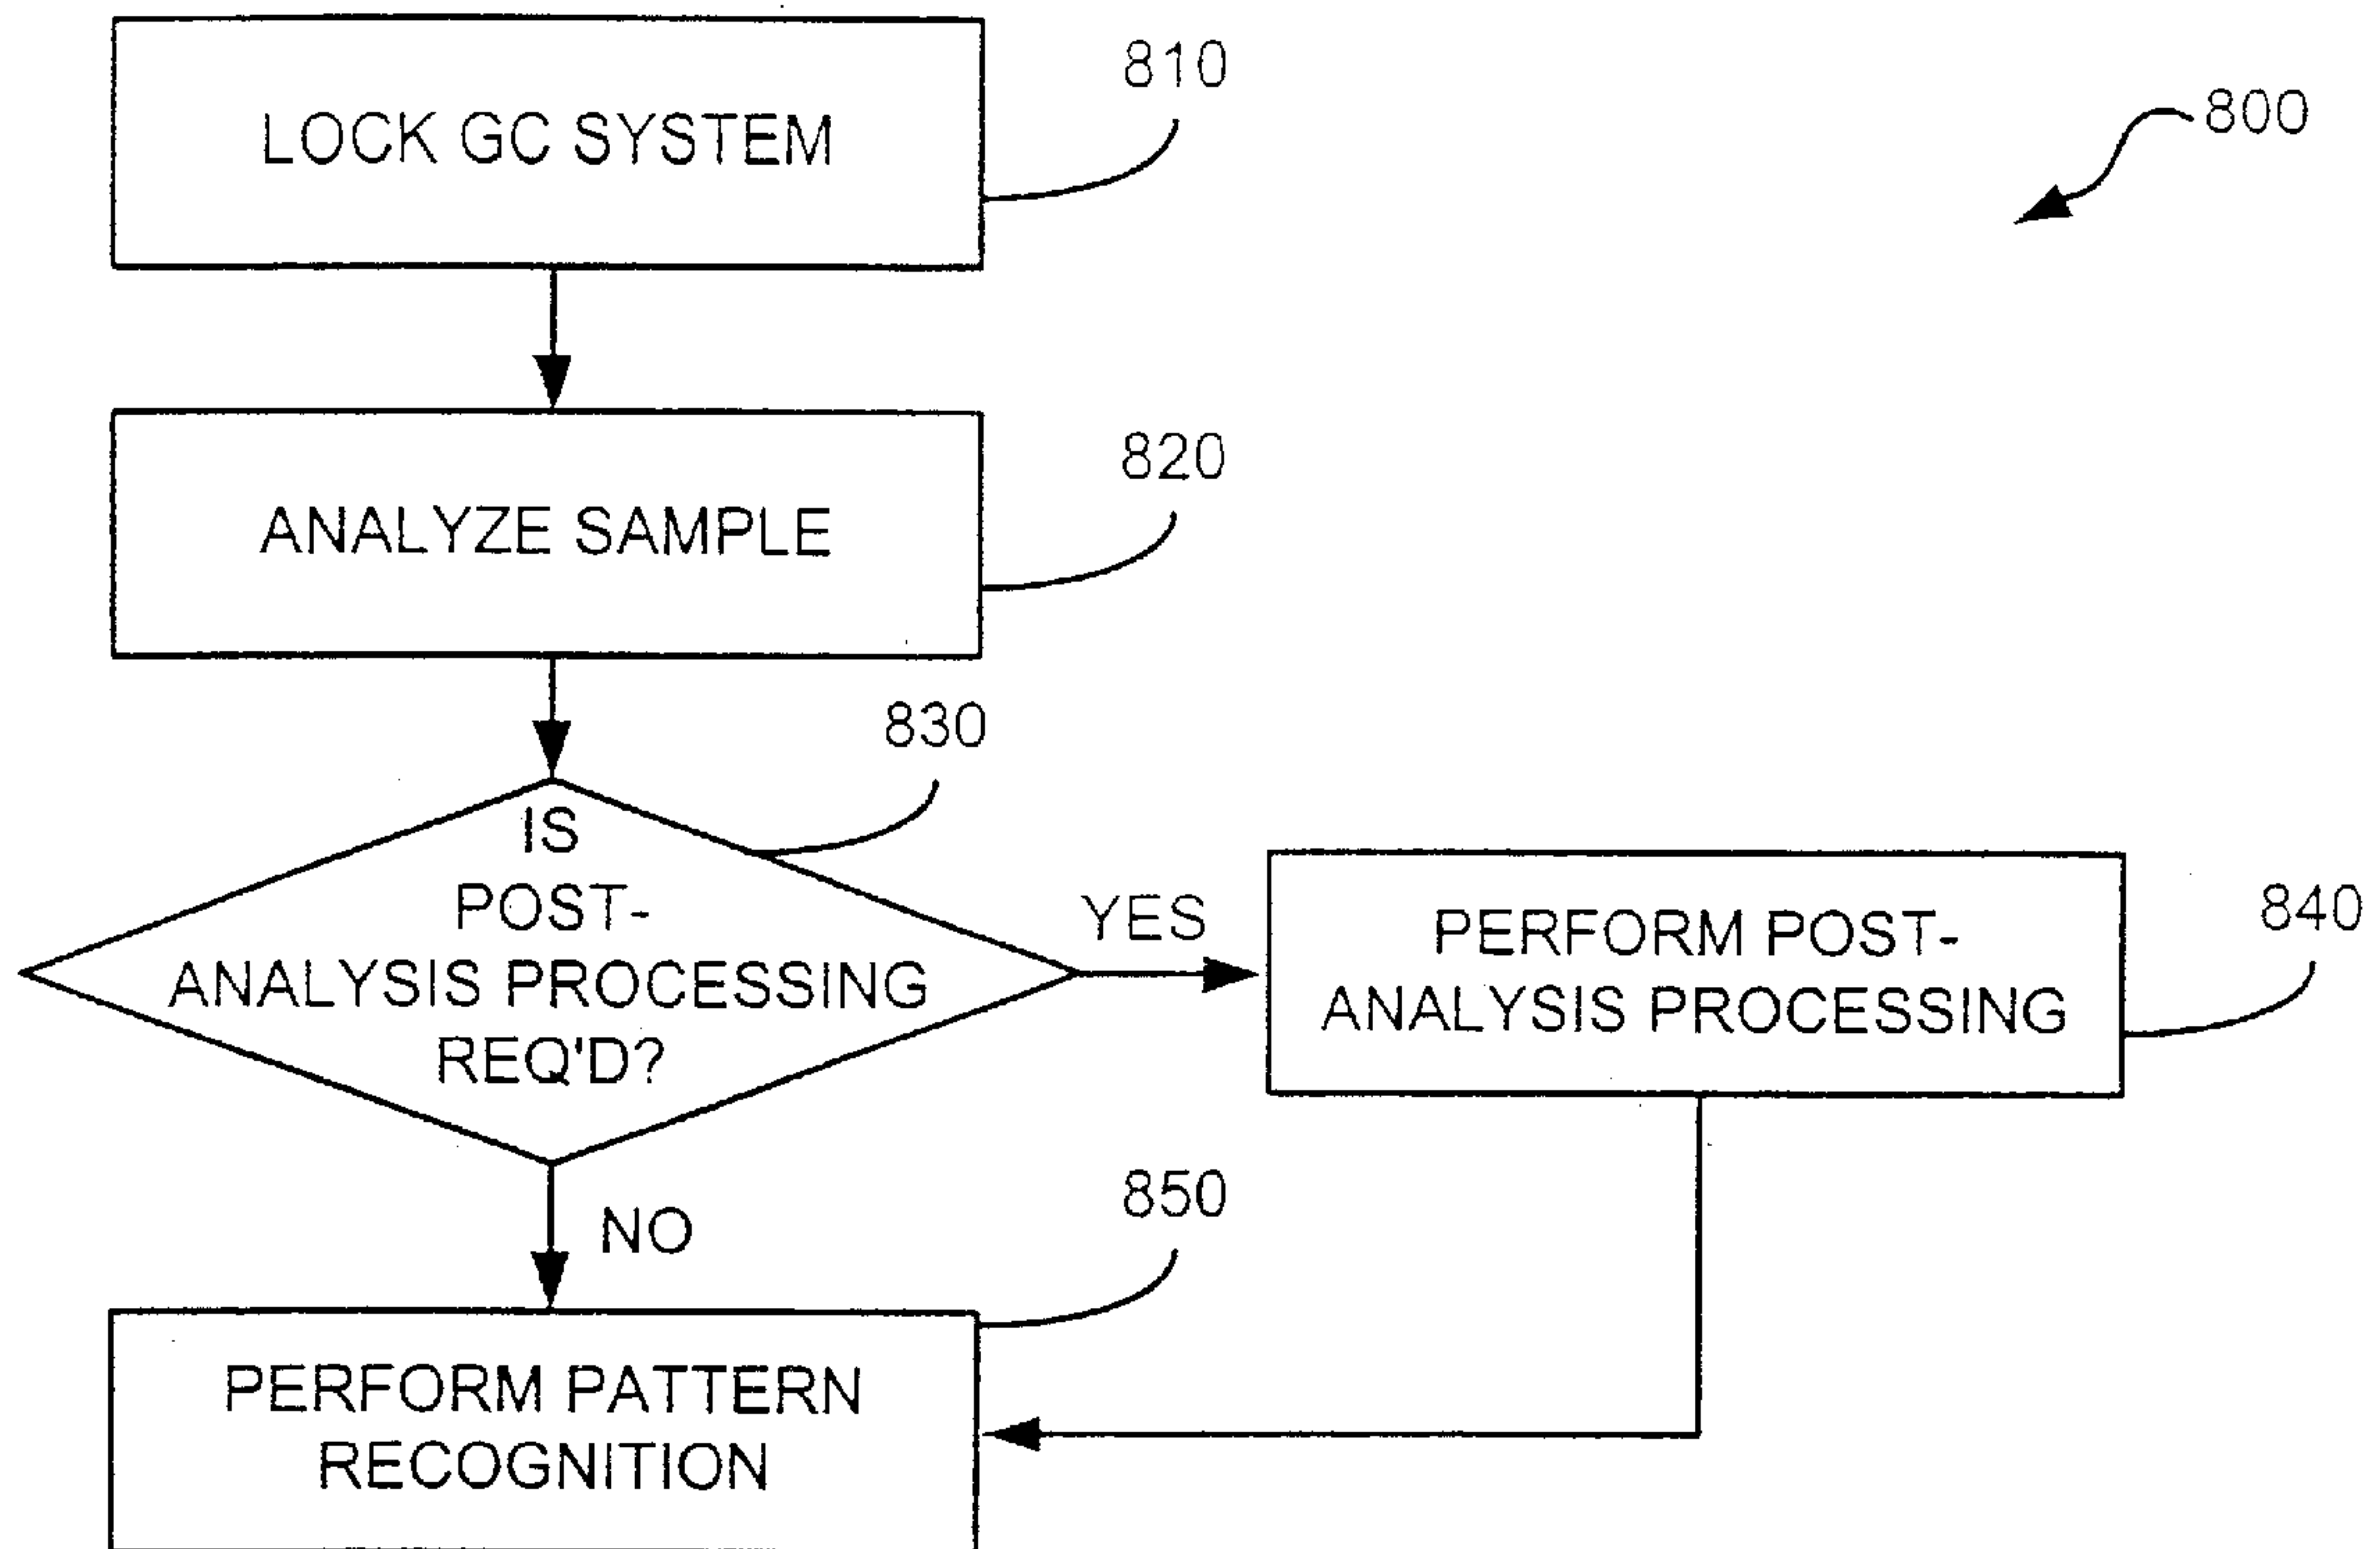 810
800
LOCK GC SYSTEM
820
ANALYZE SAMPLE
830
IS
POST-
ANALYSIS PROCESSING
REQ'D?
YES
840
PERFORM POST-
ANALYSIS PROCESSING
NO
850
PERFORM PATTERN
RECOGNITION